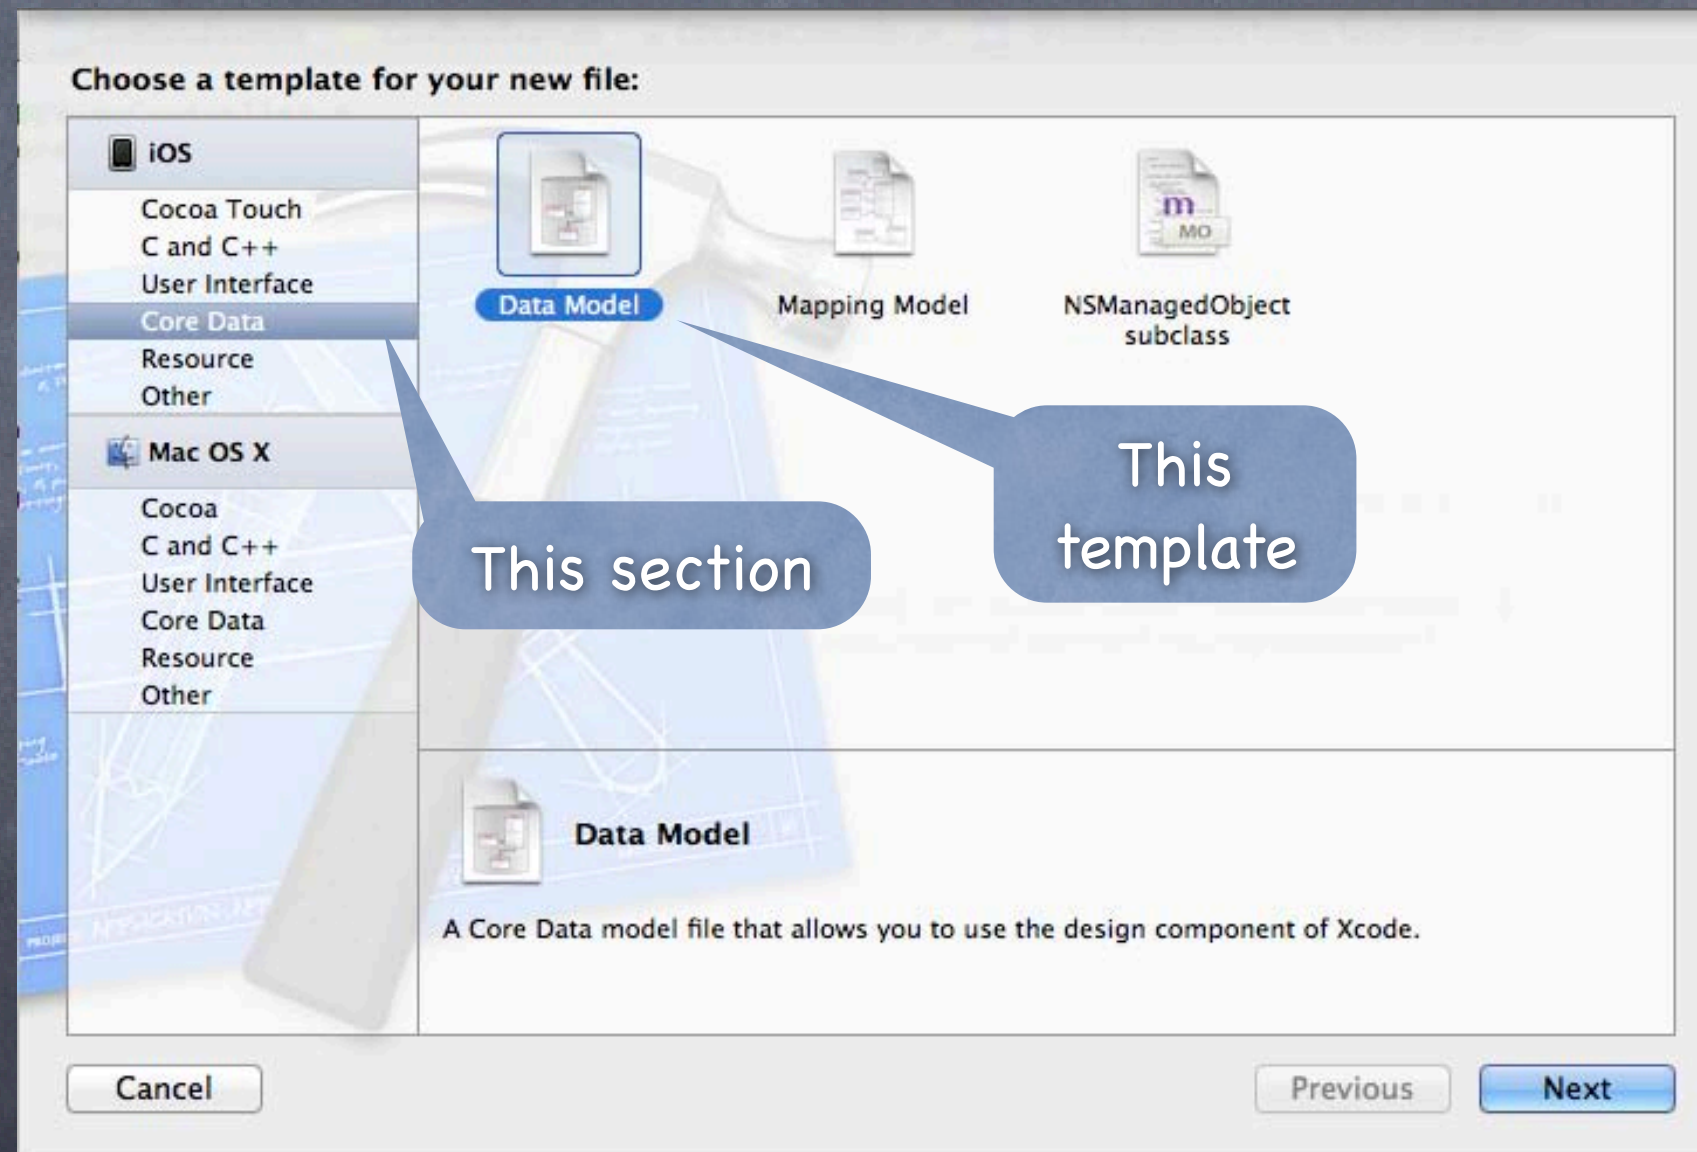 Choose a template for your new file:
iOS
Cocoa Touch
C and C++
User Interface
Core Data
Resource
Other
Mac OS X
Cocoa
C and C++
User Interface
Core Data
Resource
Other
Data Model
Mapping Model
m
MO
NSManagedObject
subclass
This section
This
template
Data Model
A Core Data model file that allows you to use the design component of Xcode.
Cancel
Previous
Next